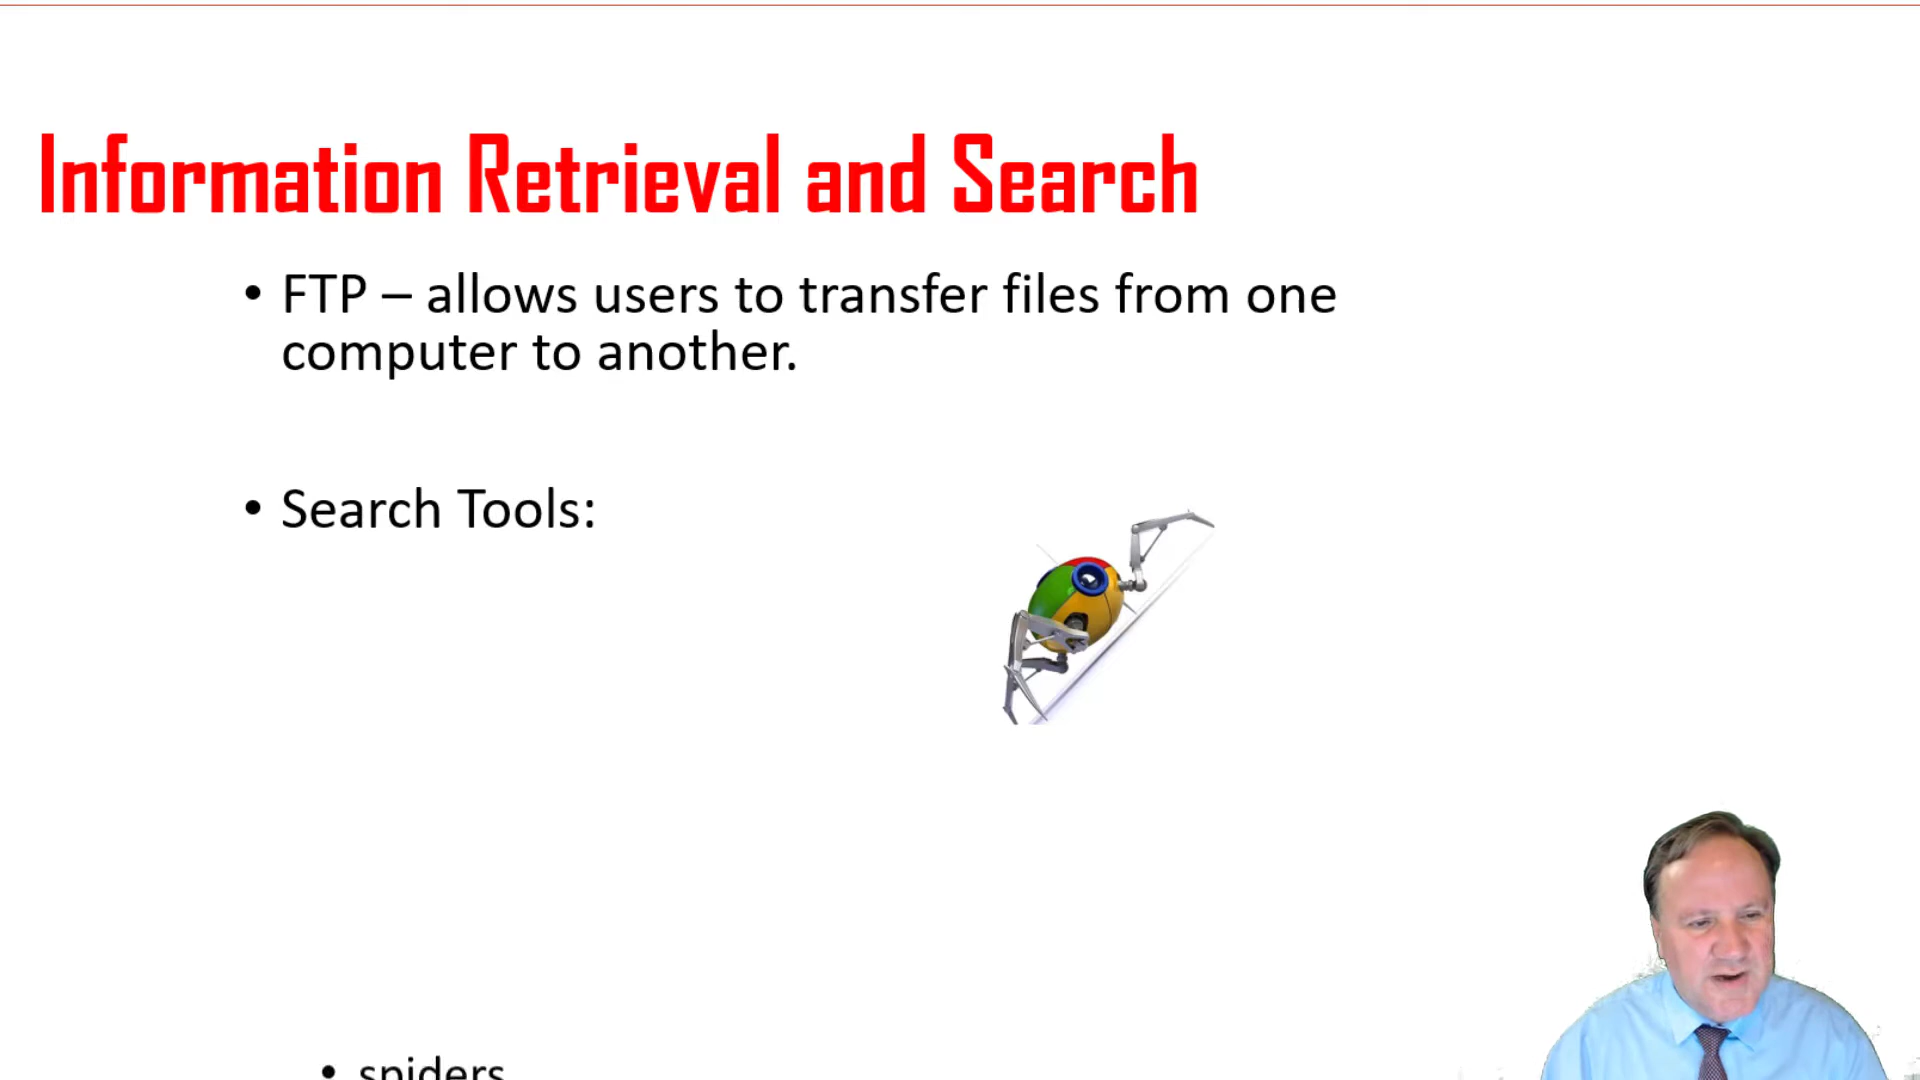 Information Retrieval and Search
• FTP – allows users to transfer files from one
computer to another.
• Search Tools:
• spiders